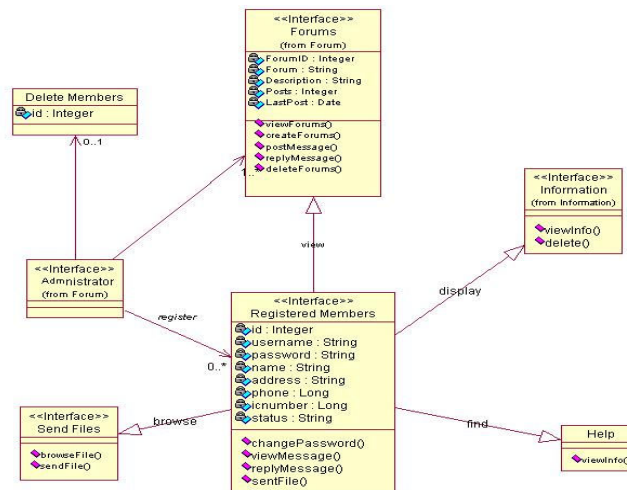 <<Interface>>
Forums
(from Forum)
ForumID : Integer
Forum : String
Description : String
Posts : Integer
LastPost : Date
viewForums()
createForums()
postMessage()
replyMessage()
deleteForums()
Delete Members
id : Integer
0..1
1..*
<<Interface>>
Information
(from Information)
viewInfo()
delete()
view
<<Interface>>
Admnistrator
(from Forum)
display
register
0..*
<<Interface>>
Registered Members
id : Integer
username : String
password : String
name : String
address : String
phone : Long
icnumber : Long
status : String
changePassword()
viewMessage()
replyMessage()
sentFile()
<<Interface>>
Send Files
browseFile()
sendFile()
browse
find
<<Interface>>
Help
viewInfo()